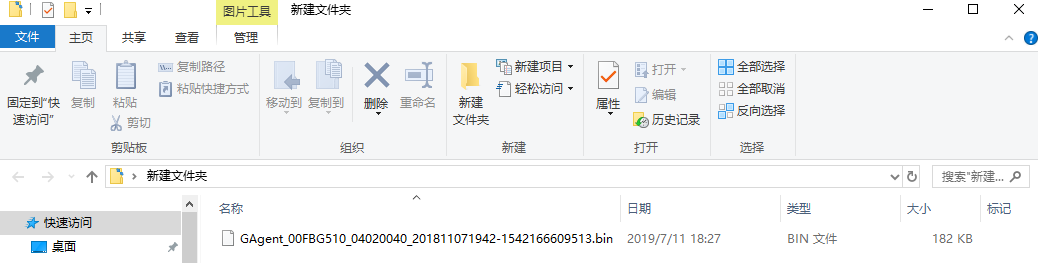 图片工具
新建文件夹
文件
主页
共享
查看
管理
固定到"快速访问"
复制
粘贴
剪切
复制路径
粘贴快捷方式
剪贴板
移动到
复制到
删除
重命名
组织
新建
文件夹
新建项目
轻松访问
新建
属性
打开
编辑
历史记录
打开
全部选择
全部取消
反向选择
选择
新建文件夹
搜索"新建...
快速访问
桌面
名称
日期
类型
大小
标记
GAgent_00FBG510_04020040_201811071942-1542166609513.bin
2019/7/11 18:27
BIN 文件
182 KB